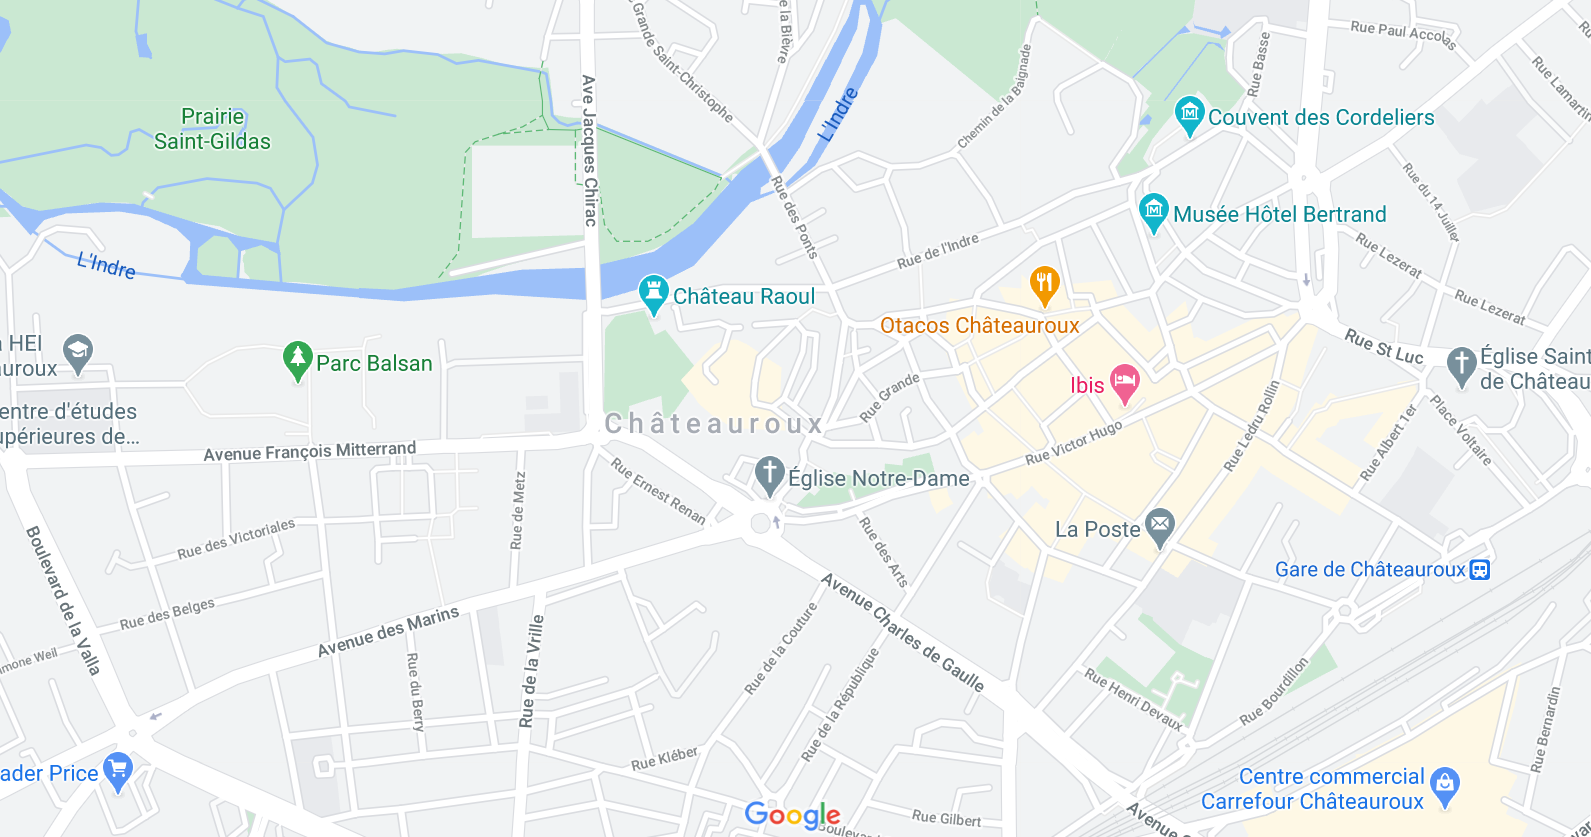 Rue Paul Accolas
Grande Saint-Christophe
e la Bièvre
Rue Basse
Rue Lamartin
Ave Jacques Chirac
Chemin de la Baignade
L'Indre
Prairie
Saint-Gildas
Couvent des Cordeliers
Rue des Ponts
Rue du 14 Juillet
Musée Hôtel Bertrand
L'Indre
Rue de l'Indre
Rue Lezerat
Château Raoul
Otacos Châteauroux
Rue Lezerat
HEI
auroux
Parc Balsan
Rue St Luc
Église Saint
de Château
Ibis
Rue Grande
entre d'études
upérieures de...
Châteauroux
Rue Ledru Rollin
Rue Albert 1er
Place Voltaire
Avenue François Mitterrand
Rue Victor Hugo
Rue Ernest Renan
Église Notre-Dame
Rue de Metz
Rue des Victoriales
La Poste
Rue des Arts
Gare de Châteauroux
Boulevard de la Valla
Rue des Belges
Avenue des Marins
Avenue Charles de Gaulle
Rue de la Couture
imone Weil
Rue du Berry
Rue de la Vrille
Rue de la République
Rue Henri Devaux
Rue Bourdillon
Rue Bernardin
Rue Kléber
ader Price
Centre commercial
Carrefour Châteauroux
Google
Rue Gilbert
Boulevar
Avenue